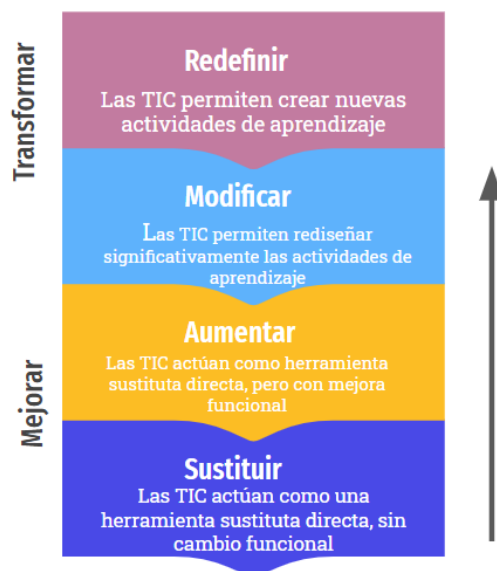 Transformar
Redefinir
Las TIC permiten crear nuevas
actividades de aprendizaje
Modificar
Las TIC permiten rediseñar
significativamente las actividades de
aprendizaje
Mejorar
Aumentar
Las TIC actúan como herramienta
sustituta directa, pero con mejora
funcional
Sustituir
Las TIC actúan como una
herramienta sustituta directa, sin
cambio funcional